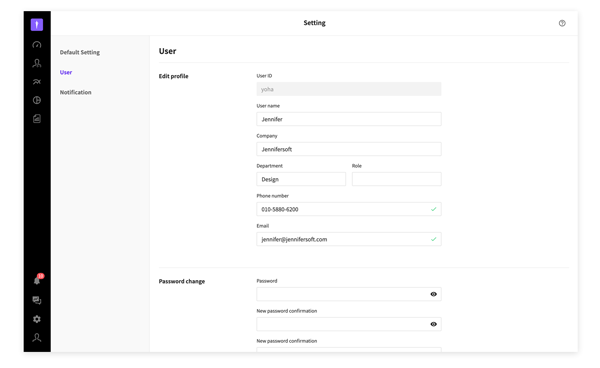 Setting
Default Setting
User
Notification
User
Edit profile
User ID
yoha
User name
Jennifer
Company
Jennifersoft
Department
Role
Design
Phone number
010-5880-6200
Email
jennifer@jennifersoft.com
Password change
Password
New password confirmation
New password confirmation